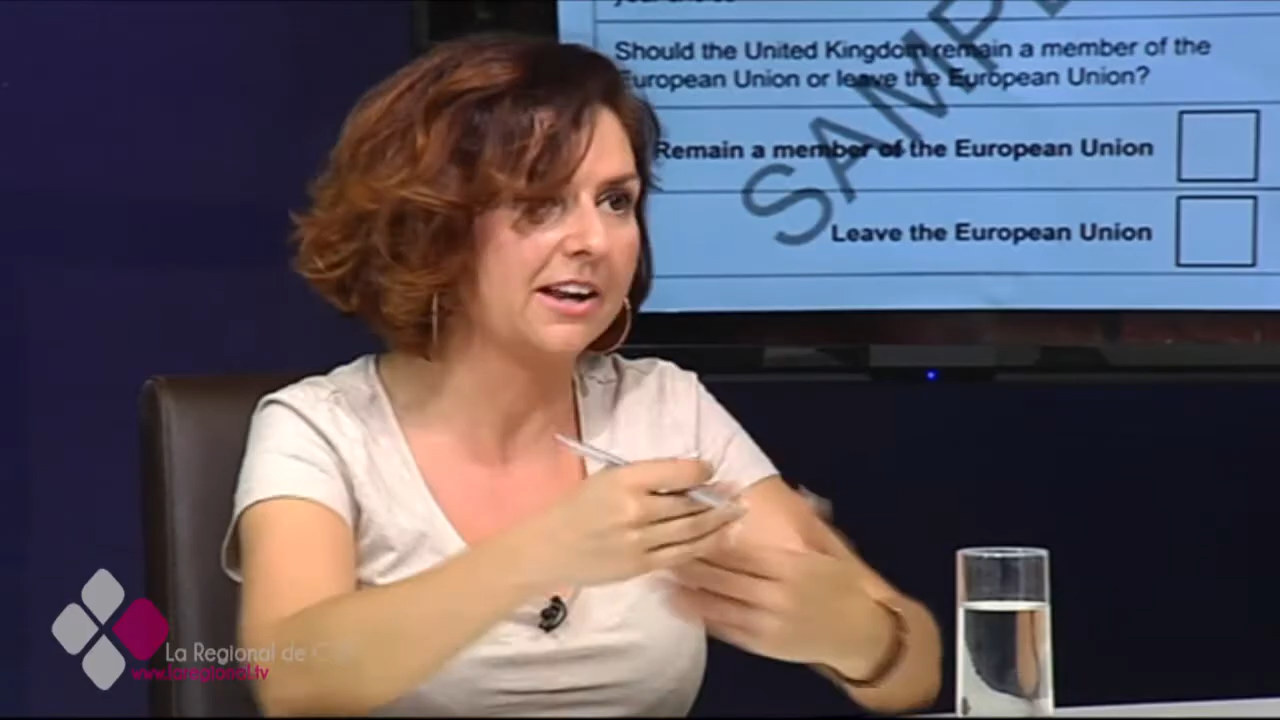 Should the United Kingdom remain a member of the
European Union or leave the European Union?
SAMPLE
Remain a member of the European Union
Leave the European Union
La Regional de
www.laregional.tv